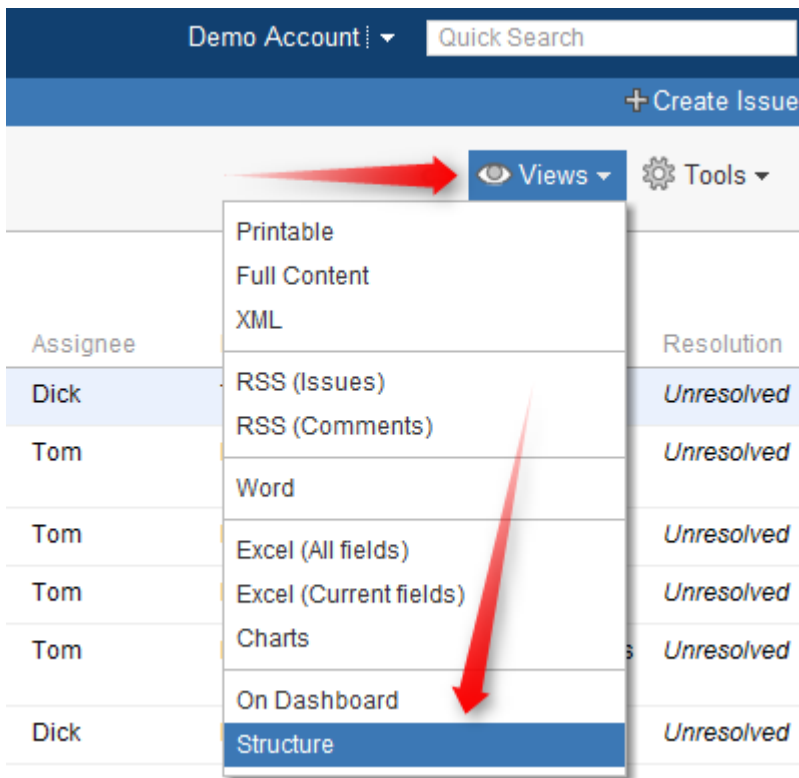 Demo Account
Quick Search
Create Issue
Views
Tools
Printable
Full Content
XML
Assignee
Resolution
RSS (Issues)
Dick
Unresolved
RSS (Comments)
Tom
Unresolved
Word
Tom
Unresolved
Excel (All fields)
Tom
Excel (Current fields)
Unresolved
Charts
Tom
s
Unresolved
On Dashboard
Dick
Unresolved
Structure